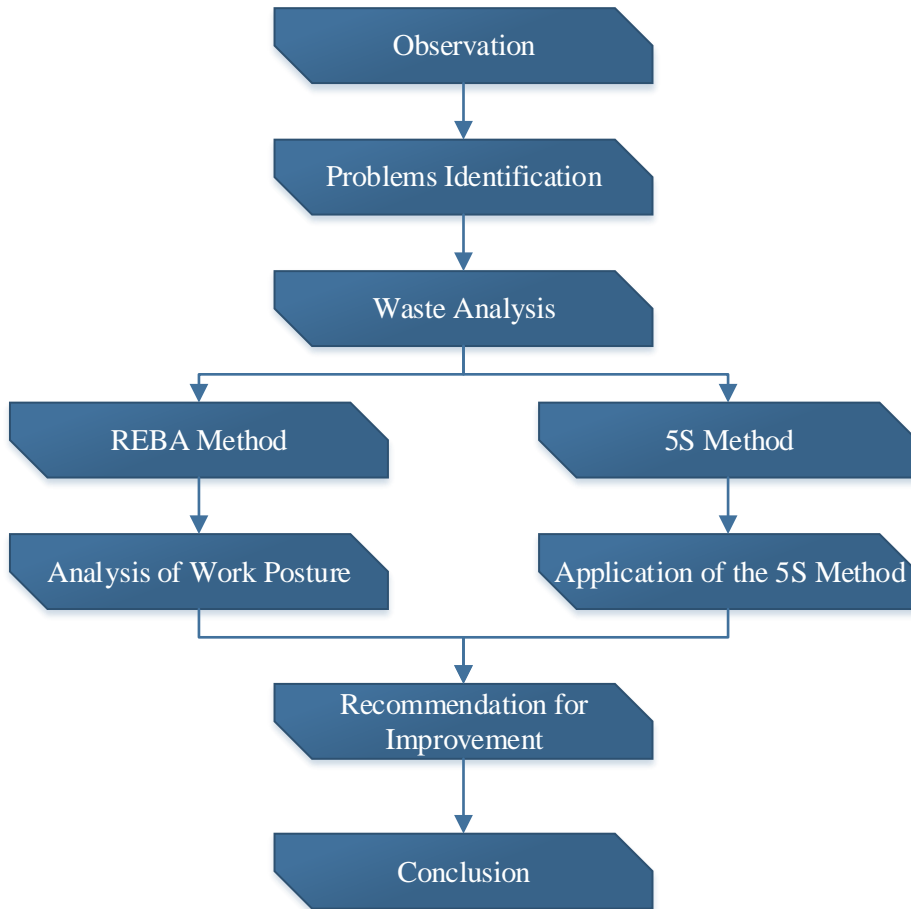 Observation
Problems Identification
Waste Analysis
REBA Method
5S Method
Analysis of Work Posture
Application of the 5S Method
Recommendation for
Improvement
Conclusion